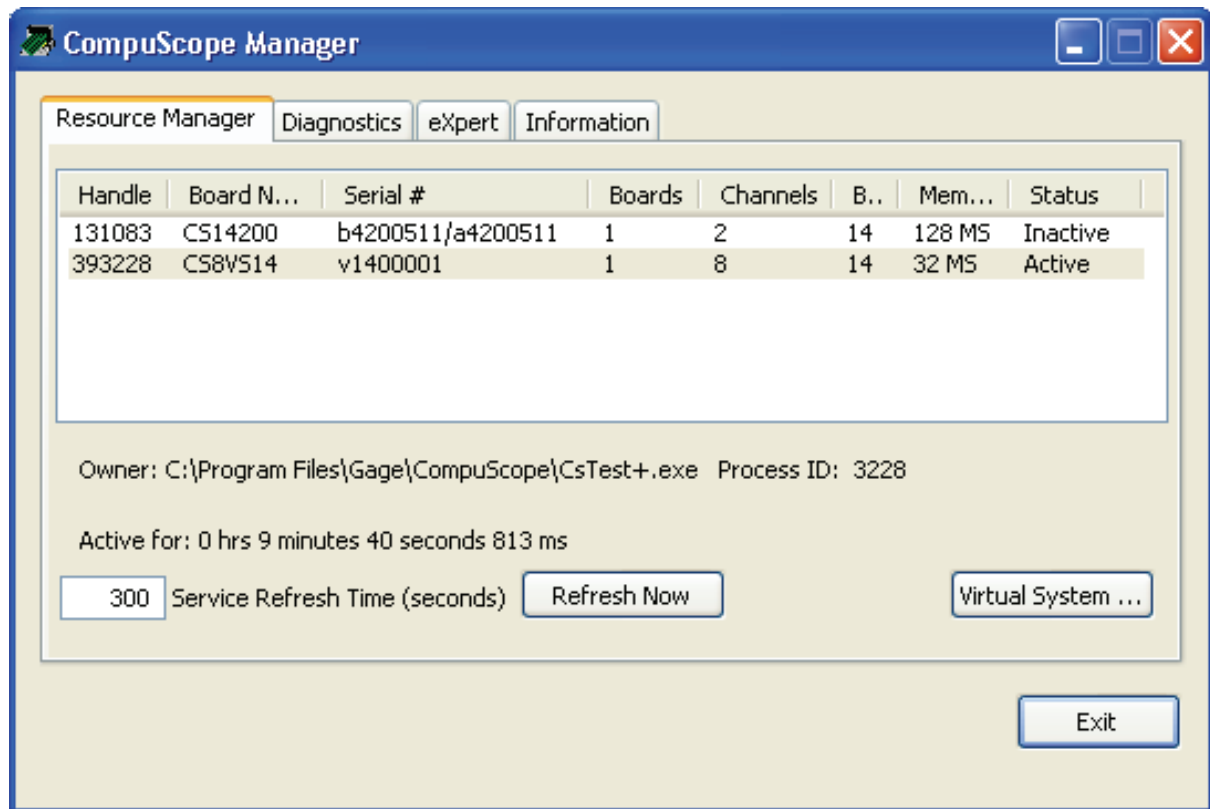 CompuScope Manager
Resource Manager Diagnostics eXpert Information
Handle Board N... Serial # Boards Channels B.. Mem... Status
131083 CS14200 b4200511/a4200511 1 2 14 128 MS Inactive
393228 CS8VS14 v1400001 1 8 14 32 MS Active
Owner: C:\Program Files\Gage\CompuScope\CsTest+.exe Process ID: 3228
Active for: 0 hrs 9 minutes 40 seconds 813 ms
300 Service Refresh Time (seconds) Refresh Now Virtual System ...
Exit